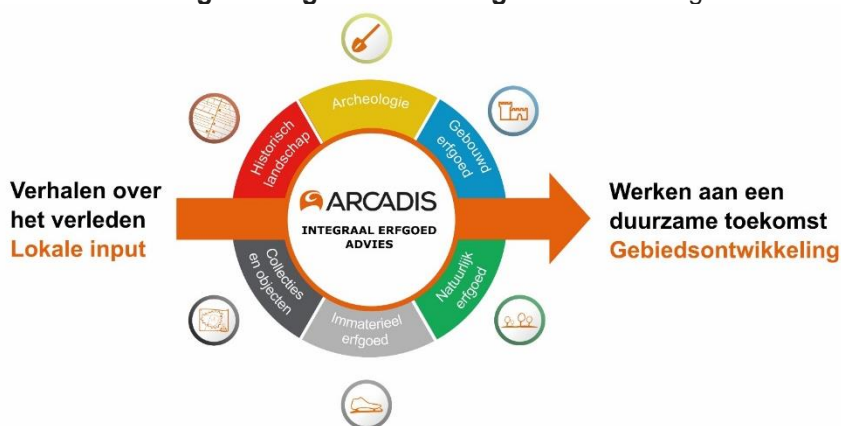 Archeologie
Historisch
landschap
Gebouwd
erfgoed
Verhalen over
het verleden
Lokale input
ARCADIS
INTEGRAAL ERFGOED
ADVIES
Werken aan een
duurzame toekomst
Gebiedsontwikkeling
Collecties
en objecten
Natuurlijk
erfgoed
Immaterieel
erfgoed